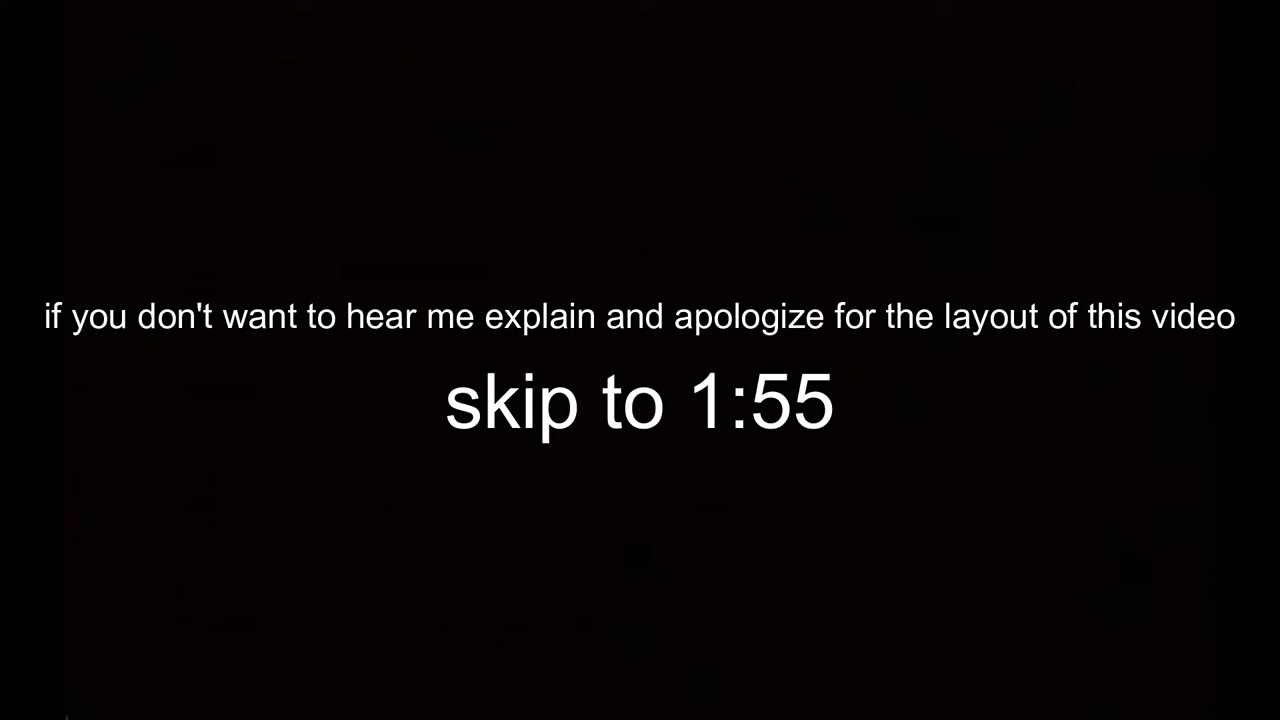 if you don't want to hear me explain and apologize for the layout of this video
skip to 1:55